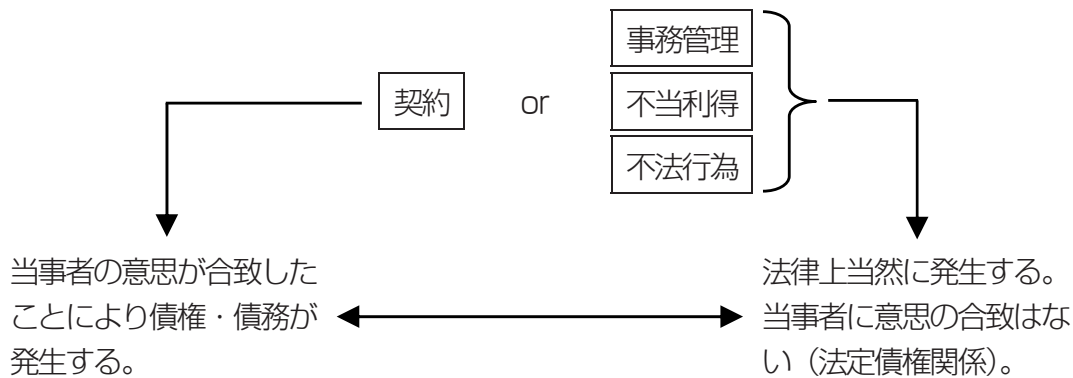 事務管理
契約 or 不当利得
不法行為
当事者の意思が合致した
ことにより債権・債務が
発生する。
法律上当然に発生する。
当事者に意思の合致はな
い（法定債権関係）。